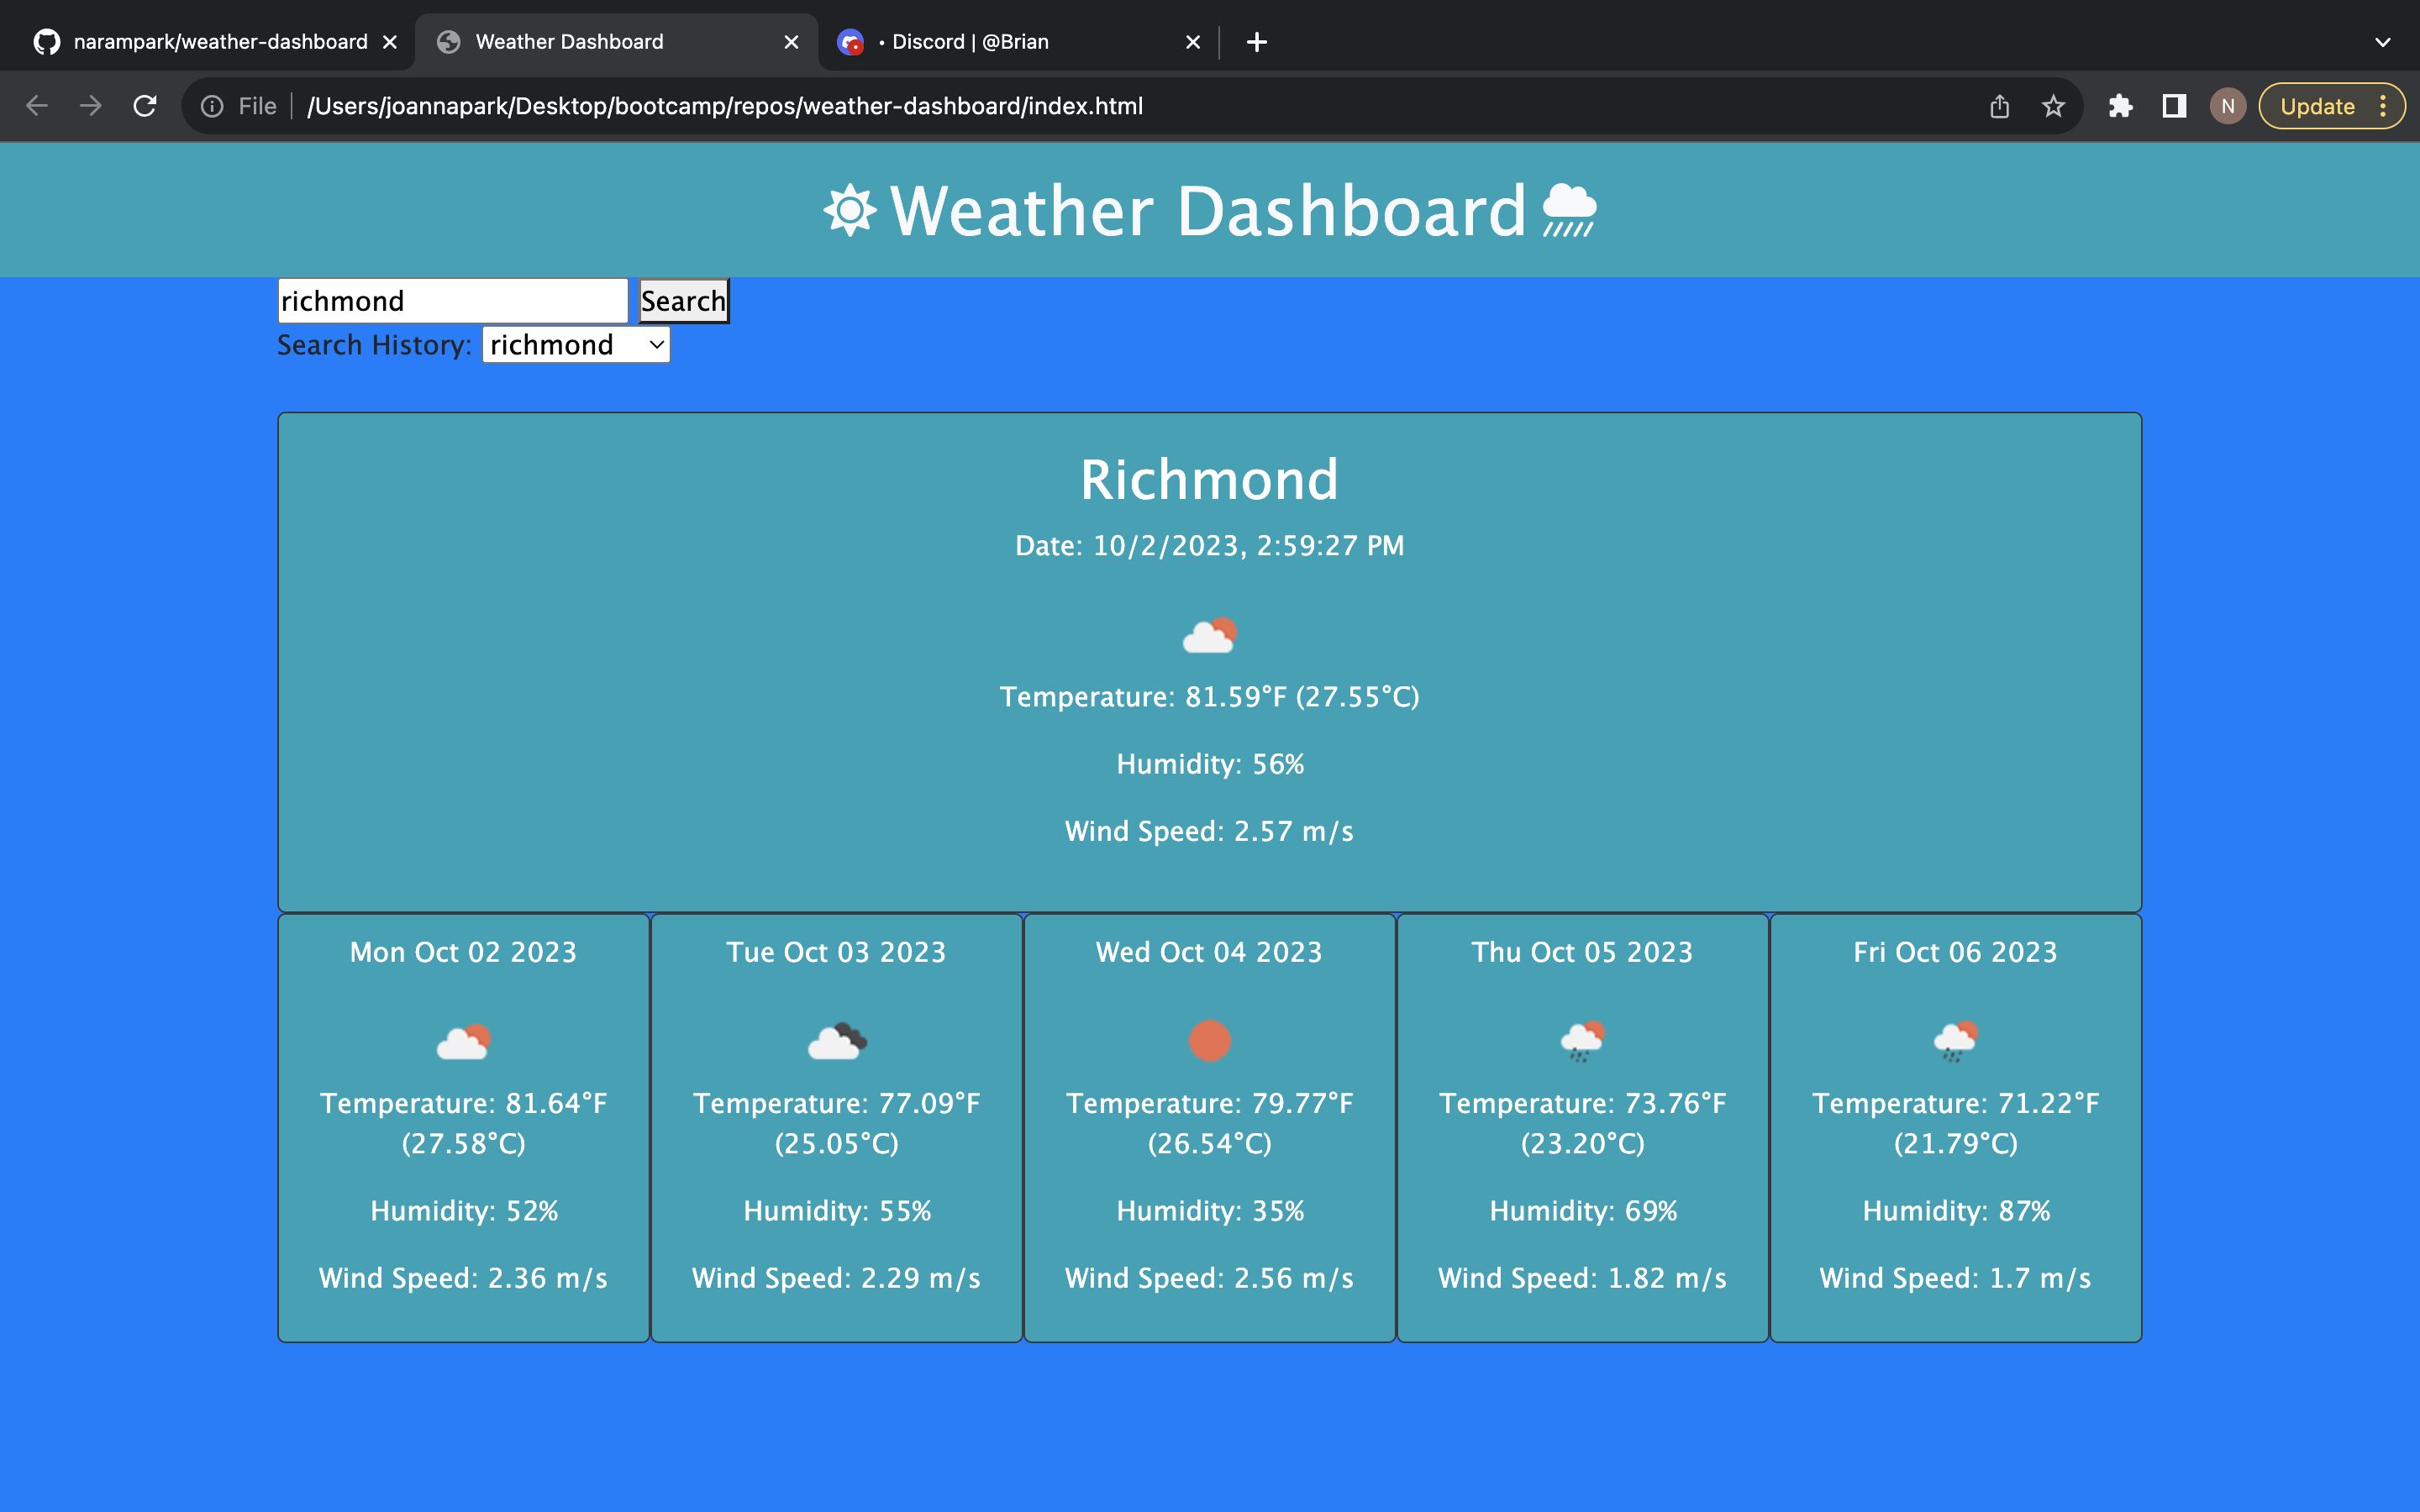 narampark/weather-dashboard
Weather Dashboard
• Discord | @Brian
File
/Users/joannapark/Desktop/bootcamp/repos/weather-dashboard/index.html
N
Update
Weather Dashboard
richmond
Search
Search History: richmond
Richmond
Date: 10/2/2023, 2:59:27 PM
Temperature: 81.59°F (27.55°C)
Humidity: 56%
Wind Speed: 2.57 m/s
Mon Oct 02 2023
Temperature: 81.64°F
(27.58°C)
Humidity: 52%
Wind Speed: 2.36 m/s
Tue Oct 03 2023
Temperature: 77.09°F
(25.05°C)
Humidity: 55%
Wind Speed: 2.29 m/s
Wed Oct 04 2023
Temperature: 79.77°F
(26.54°C)
Humidity: 35%
Wind Speed: 2.56 m/s
Thu Oct 05 2023
Temperature: 73.76°F
(23.20°C)
Humidity: 69%
Wind Speed: 1.82 m/s
Fri Oct 06 2023
Temperature: 71.22°F
(21.79°C)
Humidity: 87%
Wind Speed: 1.7 m/s